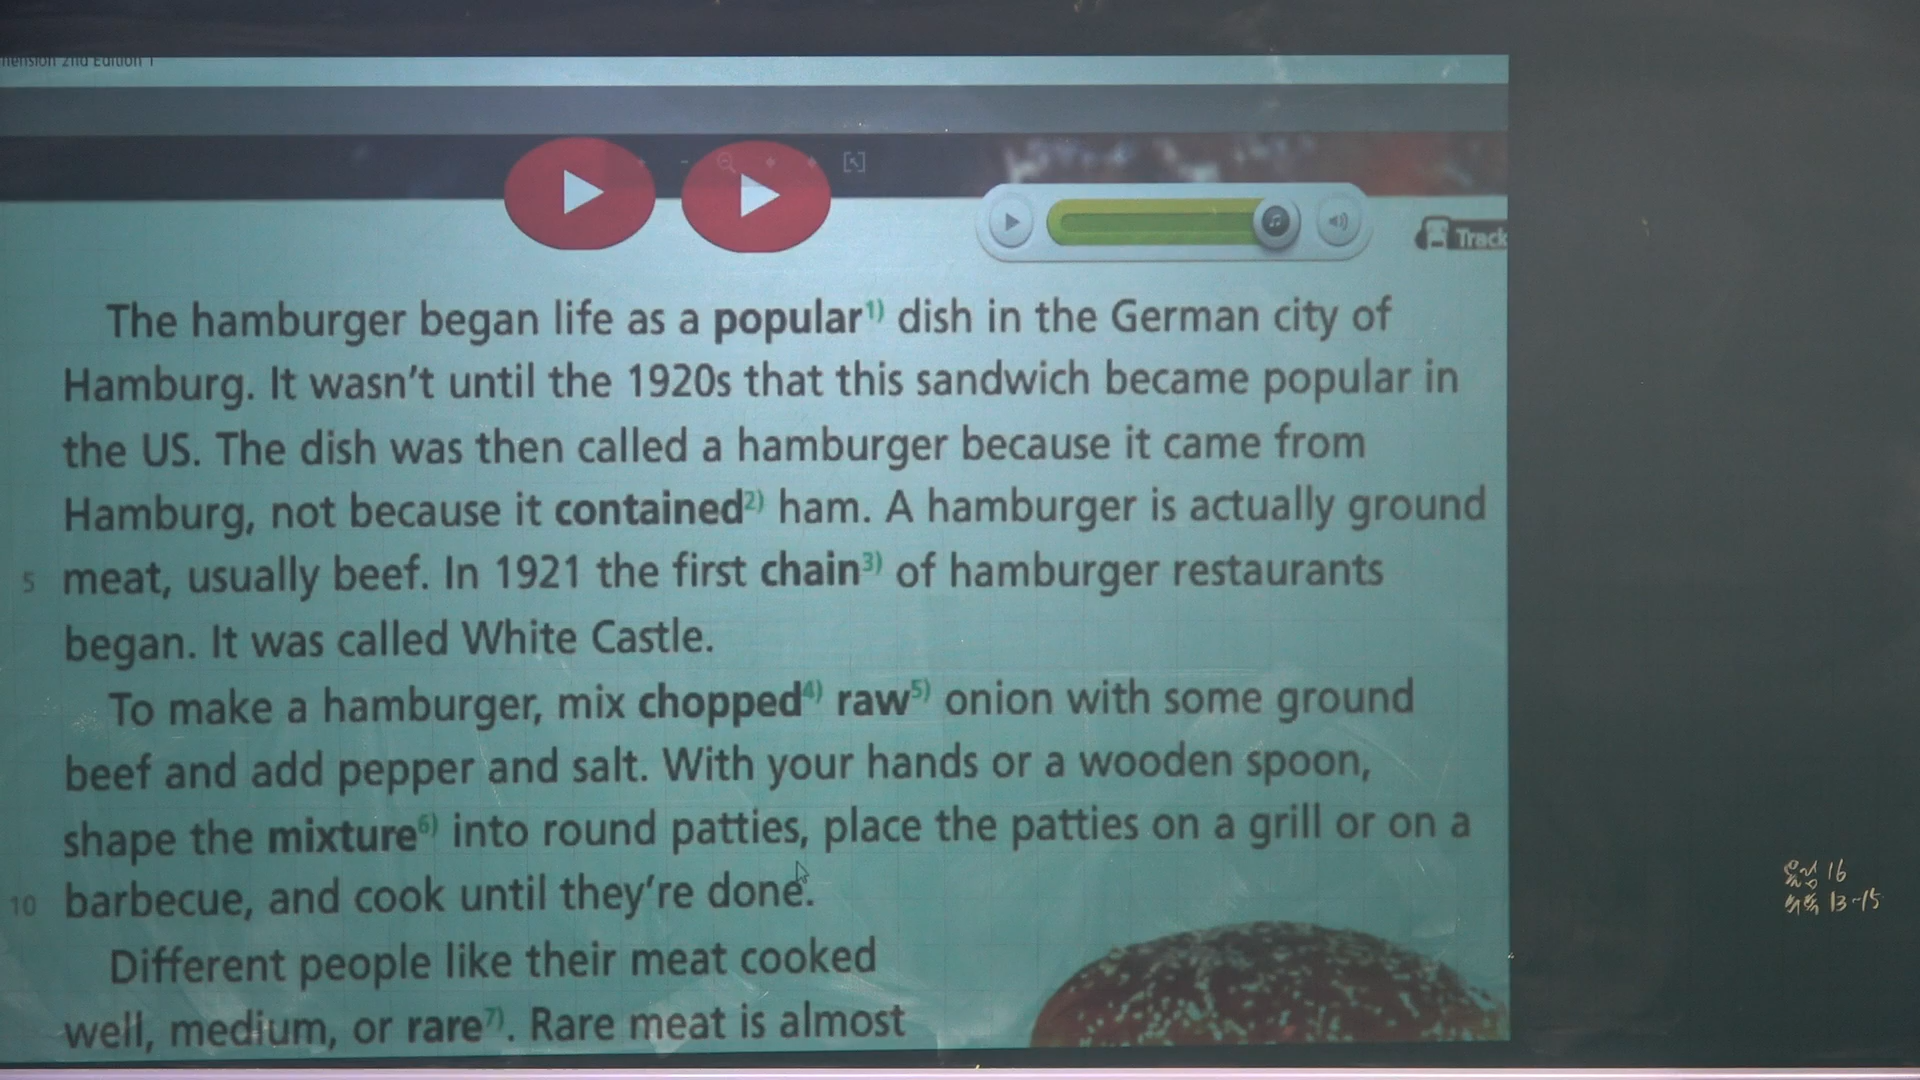 Edition 1
Track
The hamburger began life as a popular1) dish in the German city of
Hamburg. It wasn't until the 1920s that this sandwich became popular in
the US. The dish was then called a hamburger because it came from
Hamburg, not because it contained2) ham. A hamburger is actually ground
5 meat, usually beef. In 1921 the first chain3) of hamburger restaurants
began. It was called White Castle.
To make a hamburger, mix chopped4) raw5) onion with some ground
beef and add pepper and salt. With your hands or a wooden spoon,
shape the mixture6) into round patties, place the patties on a grill or on a
10 barbecue, and cook until they're done.
Different people like their meat cooked
well, medium, or rare7). Rare meat is almost
16
13~15